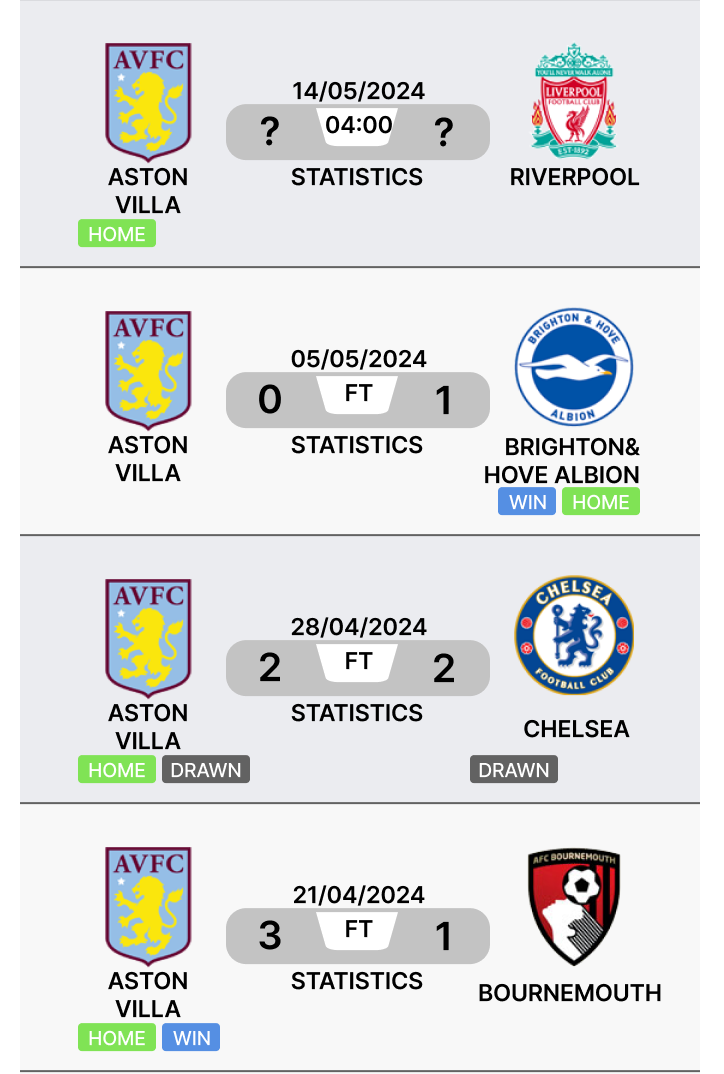 AVFC
14/05/2024
YOU'LL NEVER WALK ALONE
LIVERPOOL
FOOTBALL CLUB
EST·1892
? 04:00 ?
ASTON
VILLA
STATISTICS
RIVERPOOL
HOME
AVFC
05/05/2024
BRIGHTON & HOVE
ALBION
0 FT 1
ASTON
VILLA
STATISTICS
BRIGHTON&
HOVE ALBION
WIN HOME
AVFC
28/04/2024
CHELSEA
FOOTBALL CLUB
2 FT 2
ASTON
VILLA
STATISTICS
CHELSEA
HOME DRAWN
DRAWN
AVFC
21/04/2024
AFC BOURNEMOUTH
3 FT 1
ASTON
VILLA
STATISTICS
BOURNEMOUTH
HOME WIN